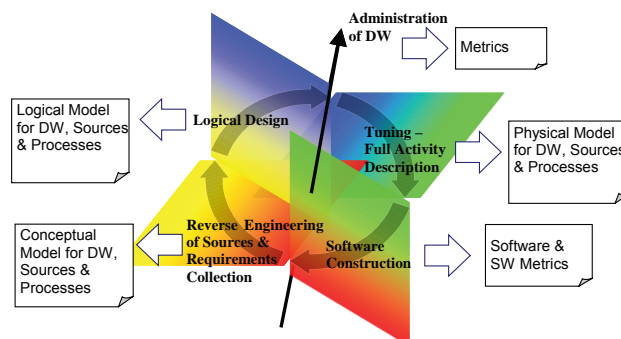 Administration
of DW
Metrics
Logical Model
for DW, Sources
& Processes
Logical Design
Tuning –
Full Activity
Description
Physical Model
for DW, Sources
& Processes
Conceptual
Model for DW,
Sources &
Processes
Reverse Engineering
of Sources &
Requirements
Collection
Software
Construction
Software &
SW Metrics